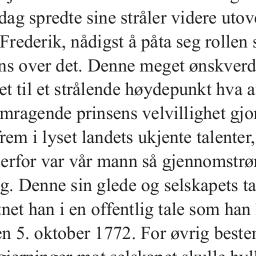 dag spredte sine stråler videre utov
Frederik, nådigst å påta seg rollen s
ns over det. Denne meget ønskverd
et til et strålende høydepunkt hva a
mragende prinsens velvillighet gjor
rem i lyset landets ukjente talenter,
erfor var vår mann så gjennomstrø
g. Denne sin glede og selskapets ta
net han i en offentlig tale som han
en 5. oktober 1772. For øvrig bester